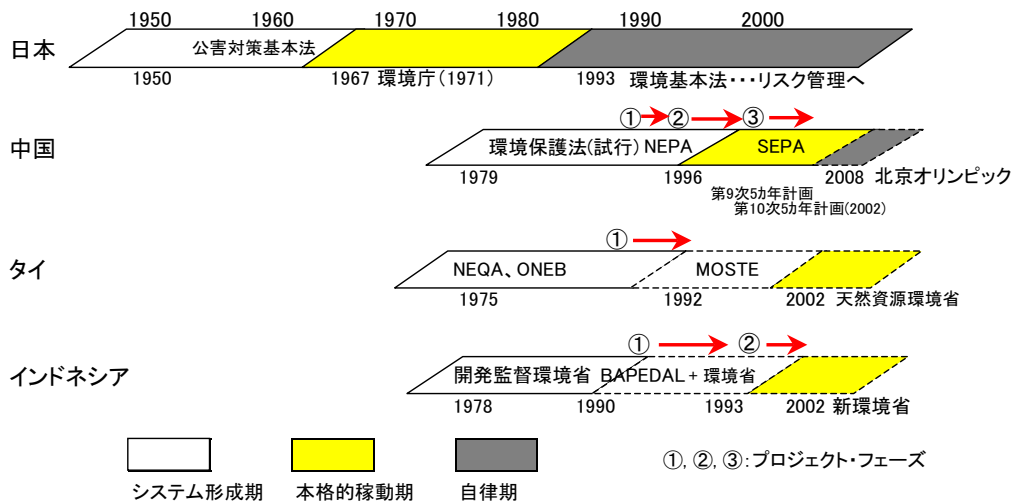 1950 1960 1970 1980 1990 2000
日本
公害対策基本法
1950 1967 環境庁(1971) 1993 環境基本法・・・リスク管理へ
① ② ③
中国
環境保護法(試行) NEPA SEPA
1979 1996 2008 北京オリンピック
第9次5ｶ年計画
第10次5ｶ年計画(2002)
①
タイ
NEQA、ONEB MOSTE
1975 1992 2002 天然資源環境省
① ②
インドネシア
開発監督環境省 BAPEDAL + 環境省
1978 1990 1993 2002 新環境省
システム形成期 本格的稼動期 自律期
①, ②, ③:プロジェクト・フェーズ